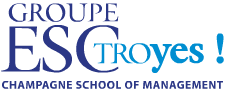 GROUPE
ESC TROyes !
CHAMPAGNE SCHOOL OF MANAGEMENT